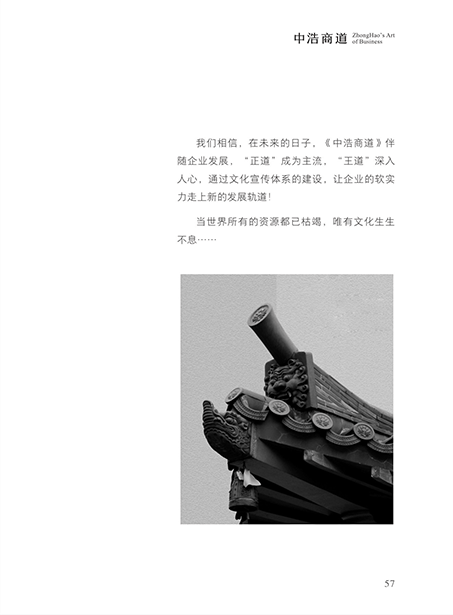 中浩商道 ZhongHao's Art
of Business
我们相信，在未来的日子，《中浩商道》伴
随企业发展，“正道”成为主流，“王道”深入
人心，通过文化宣传体系的建设，让企业的软实
力走上新的发展轨道！
当世界所有的资源都已枯竭，唯有文化生生
不息……
57